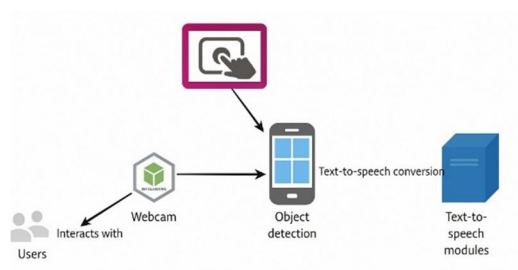 Text-to-speech conversion
Webcam
Object
detection
Text-to-
speech
modules
Interacts with
Users